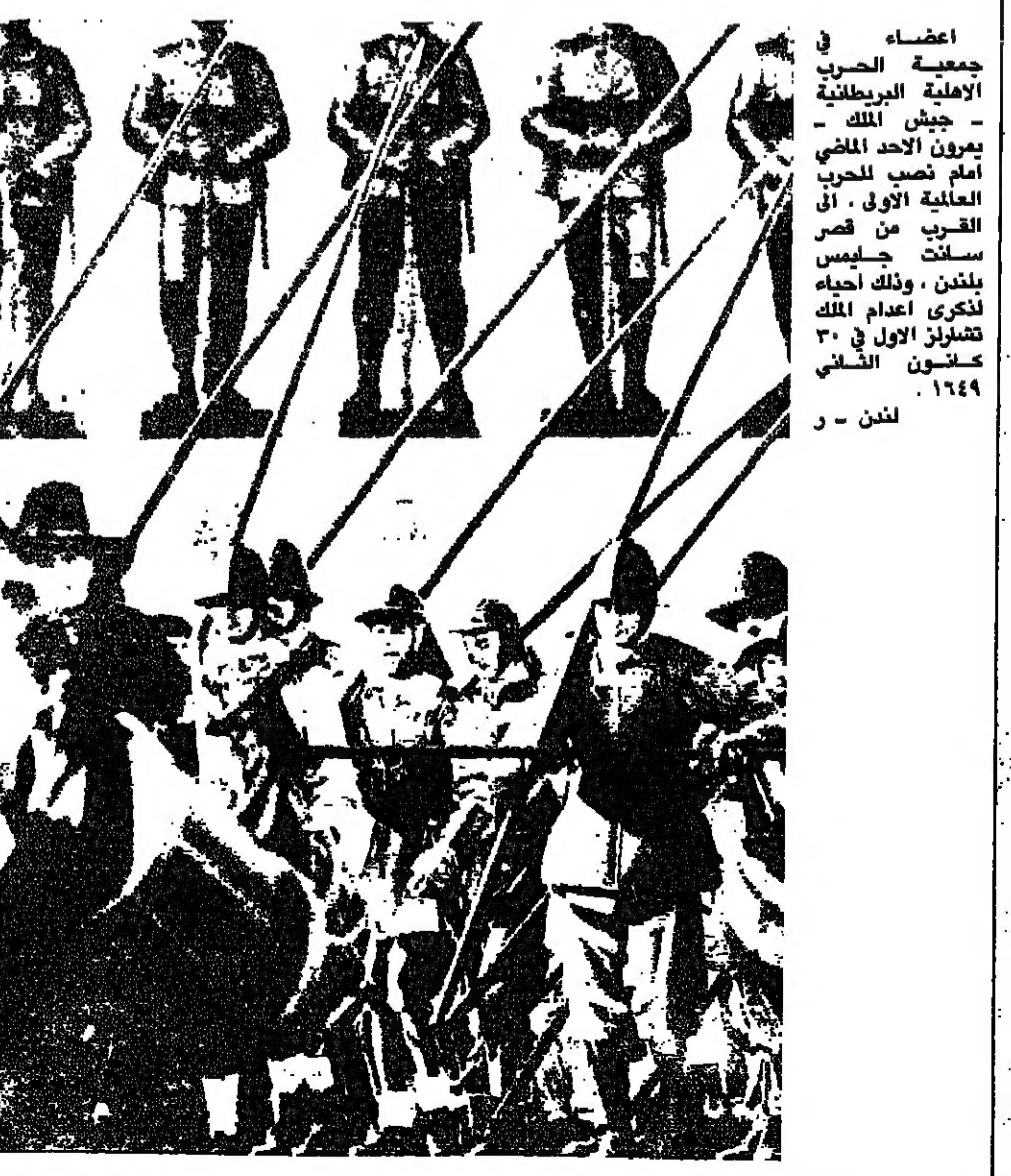 اعضاء في
جمعية الحرب
الاهلية البريطانية
- جيش الملك -
يمرون الاحد الماضي
امام نصب للحرب
العالمية الاولى ، الى
القرب من قصر
سانت جايمس
بلندن ، وذلك احياء
لذكرى اعدام الملك
تشارلز الاول في ٣٠
كانون الثاني
١٦٤٩ .
لندن - ر